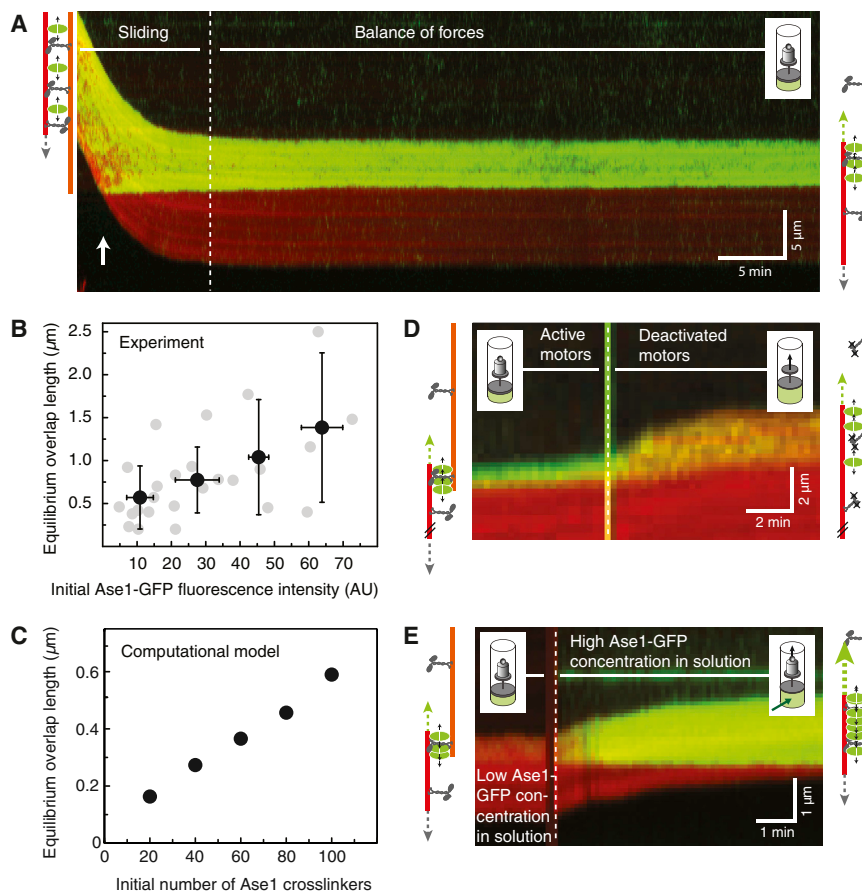 A
Sliding
Balance of forces
5 µm
5 min
B
Experiment
Equilibrium overlap length (µm)
2.5
2.0
1.5
1.0
0.5
10 20 30 40 50 60 70
Initial Ase1-GFP fluorescence intensity (AU)
C
Computational model
Equilibrium overlap length (µm)
0.6
0.4
0.2
0
0 20 40 60 80 100
Initial number of Ase1 crosslinkers
D
Active
motors
Deactivated
motors
2 µm
2 min
E
High Ase1-GFP
concentration in solution
Low Ase1-
GFP con-
centration
in solution
1 µm
1 min